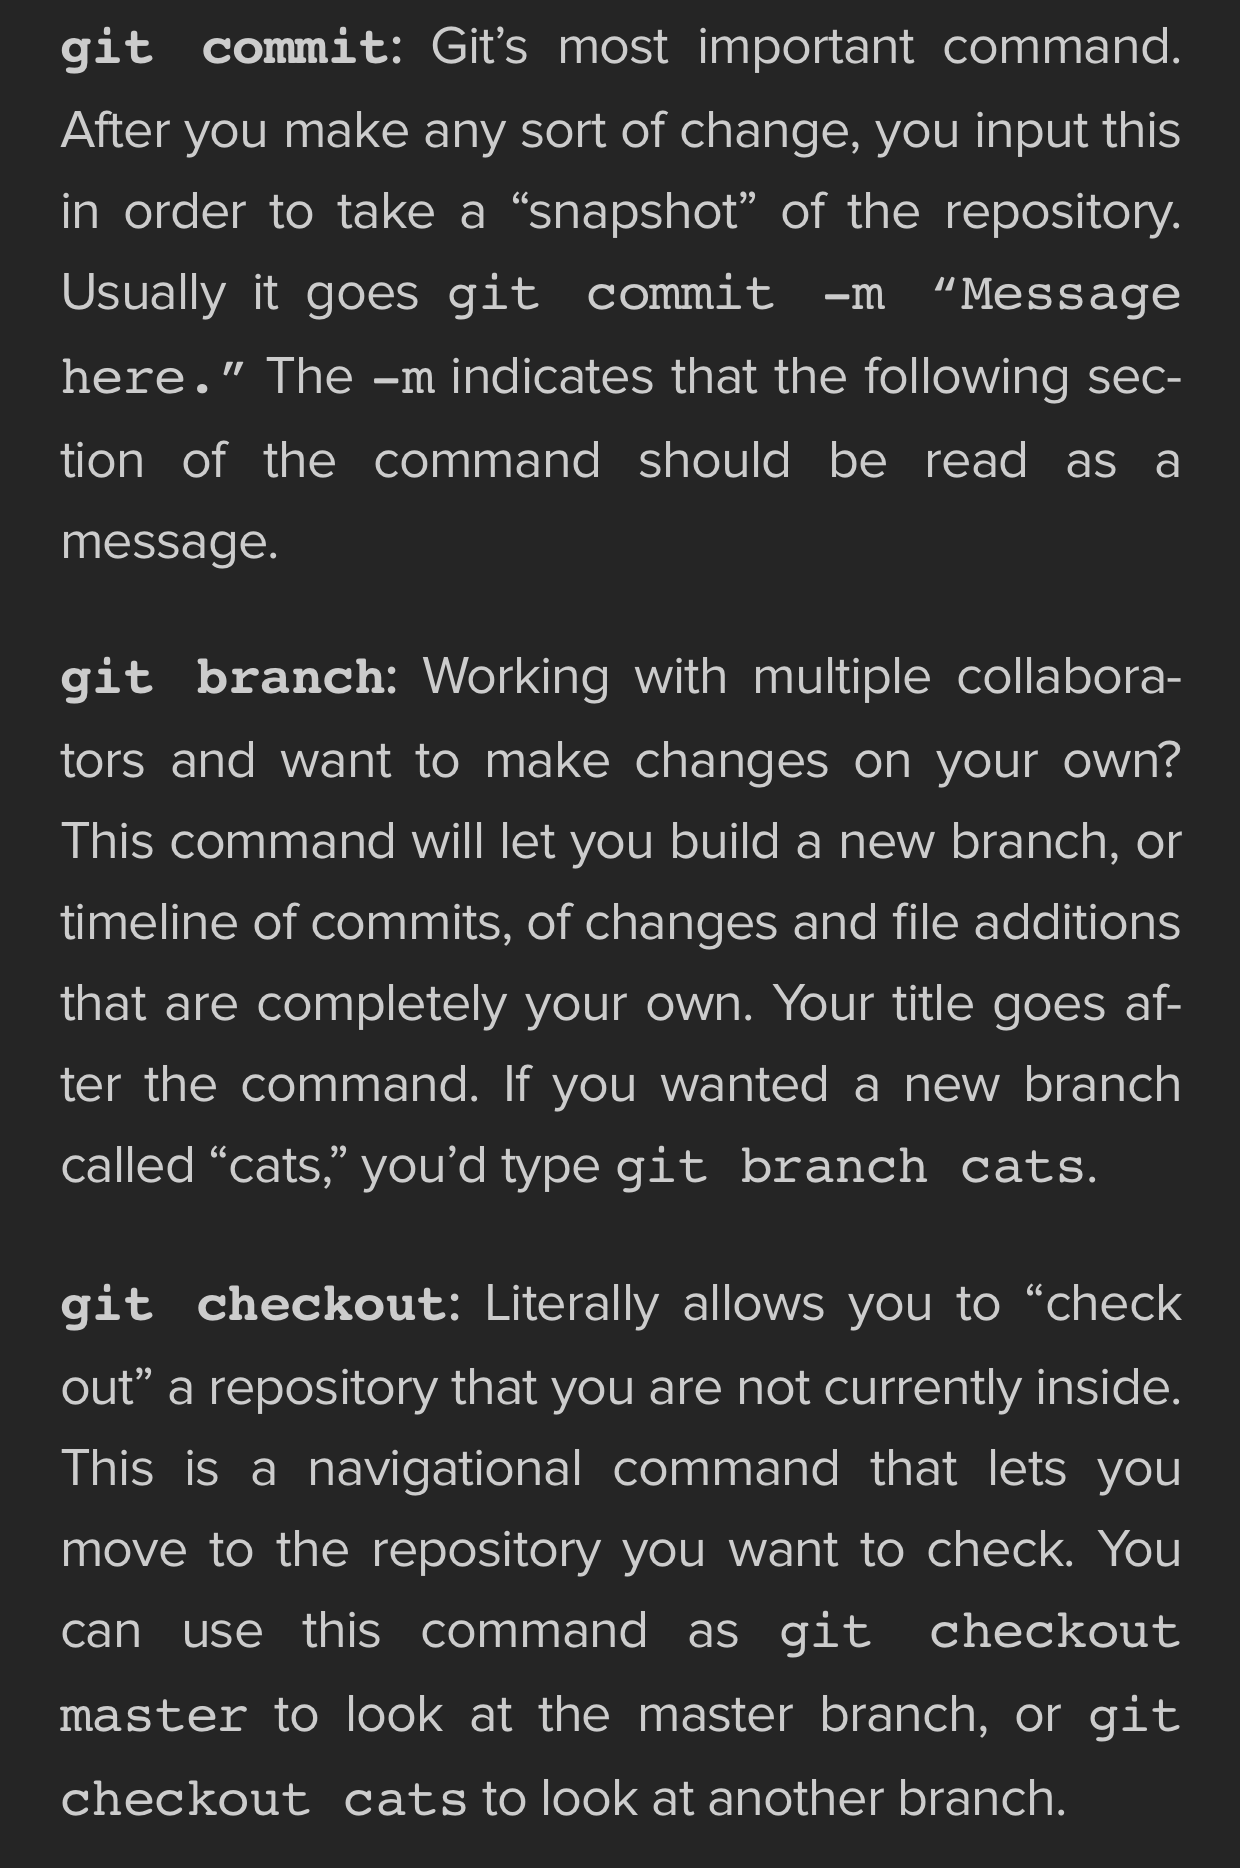 git commit: Git’s most important command.
After you make any sort of change, you input this
in order to take a “snapshot” of the repository.
Usually it goes git commit -m “Message
here.” The -m indicates that the following sec-
tion of the command should be read as a
message.
git branch: Working with multiple collabora-
tors and want to make changes on your own?
This command will let you build a new branch, or
timeline of commits, of changes and file additions
that are completely your own. Your title goes af-
ter the command. If you wanted a new branch
called “cats,” you’d type git branch cats.
git checkout: Literally allows you to “check
out” a repository that you are not currently inside.
This is a navigational command that lets you
move to the repository you want to check. You
can use this command as git checkout
master to look at the master branch, or git
checkout cats to look at another branch.